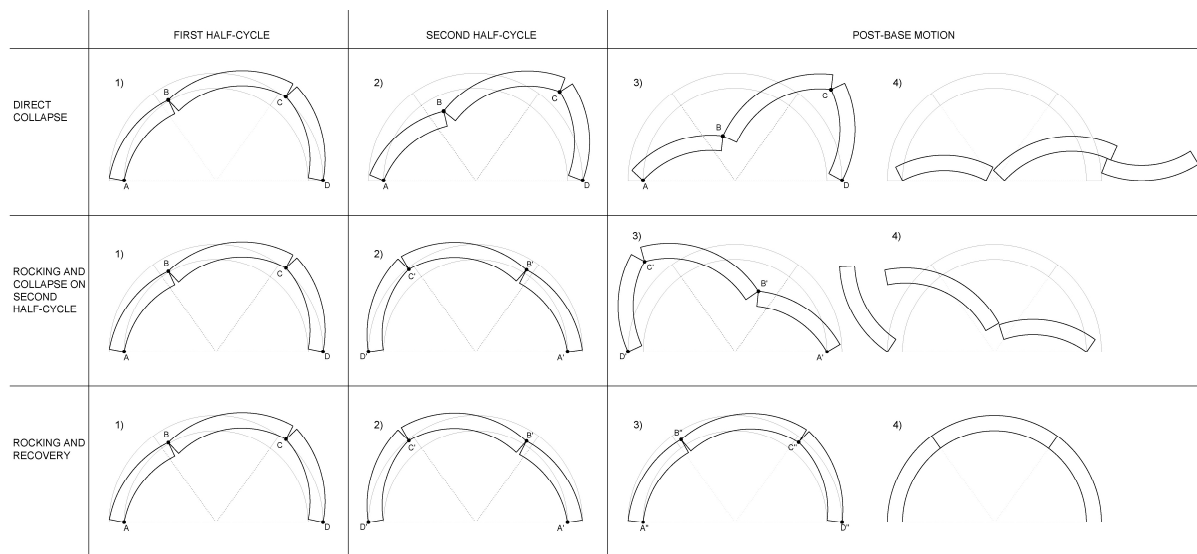 FIRST HALF-CYCLE
SECOND HALF-CYCLE
POST-BASE MOTION
DIRECT
COLLAPSE
1)
B
C
A
D
2)
B
C
A
D
3)
B
C
A
D
4)
ROCKING AND
COLLAPSE ON
SECOND
HALF-CYCLE
1)
B
C
A
D
2)
C'
B'
D'
A'
3)
C'
B'
D'
A'
4)
ROCKING AND
RECOVERY
1)
B
C
A
D
2)
C'
B'
D'
A'
3)
B"
C"
A"
D"
4)